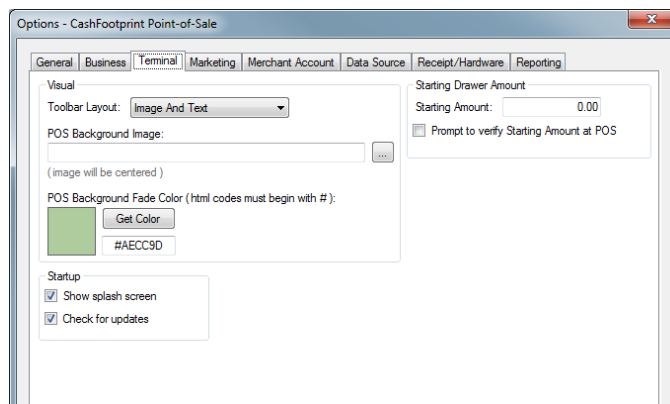 Options - CashFootprint Point-of-Sale
General Business Terminal Marketing Merchant Account Data Source Receipt/Hardware Reporting
Visual
Toolbar Layout: Image And Text
POS Background Image:
...
( image will be centered )
POS Background Fade Color ( html codes must begin with # ):
Get Color
#AECC9D
Startup
Show splash screen
Check for updates
Starting Drawer Amount
Starting Amount: 0.00
Prompt to verify Starting Amount at POS